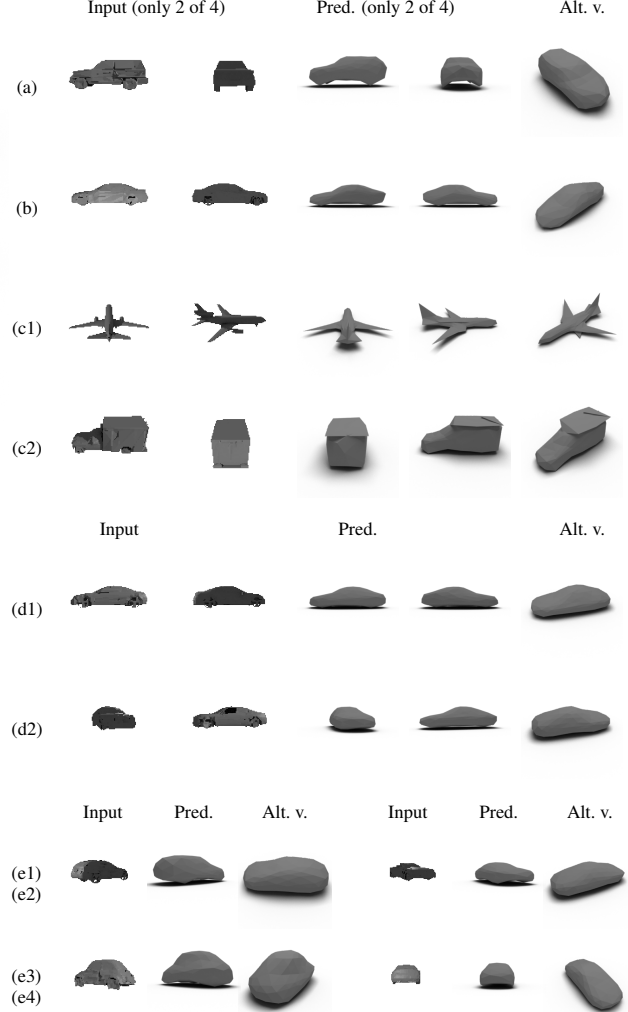 Input (only 2 of 4) Pred. (only 2 of 4) Alt. v.
(a)
(b)
(c1)
(c2)
Input Pred. Alt. v.
(d1)
(d2)
Input Pred. Alt. v. Input Pred. Alt. v.
(e1)
(e2)
(e3)
(e4)